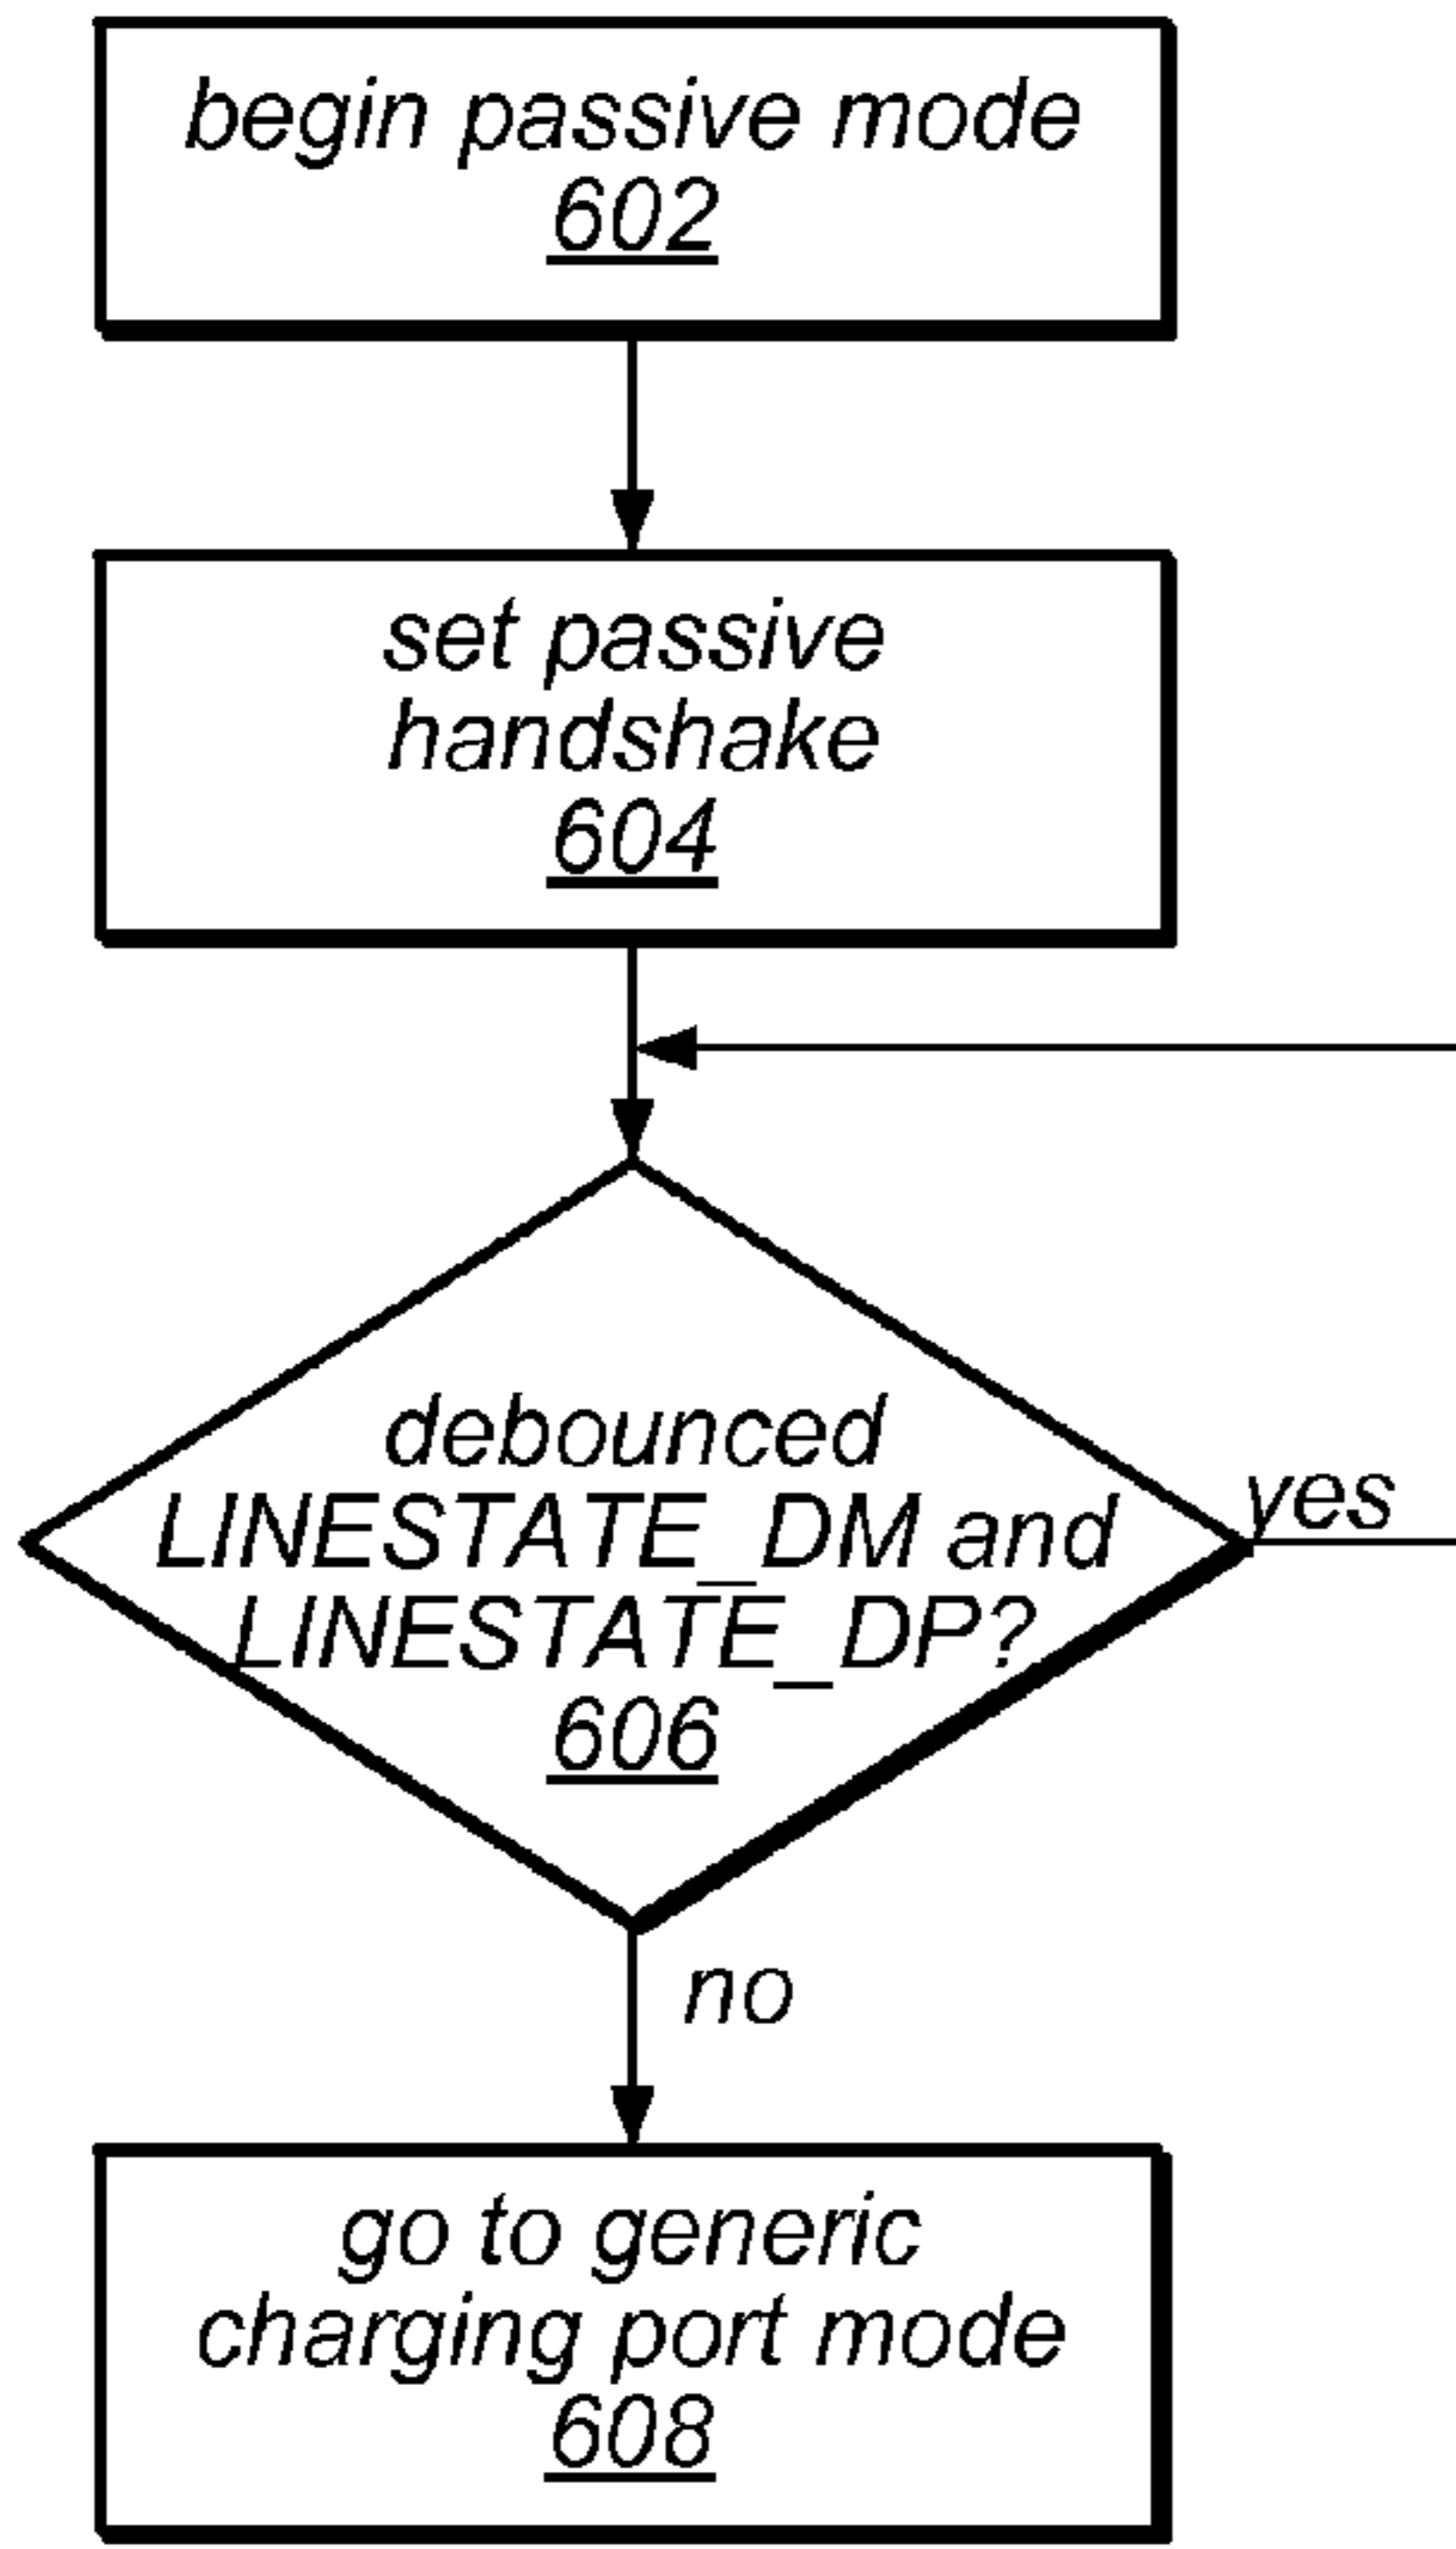 begin passive mode
602
set passive
handshake
604
debounced
LINESTATE_DM and
LINESTATE_DP?
606
yes
no
go to generic
charging port mode
608